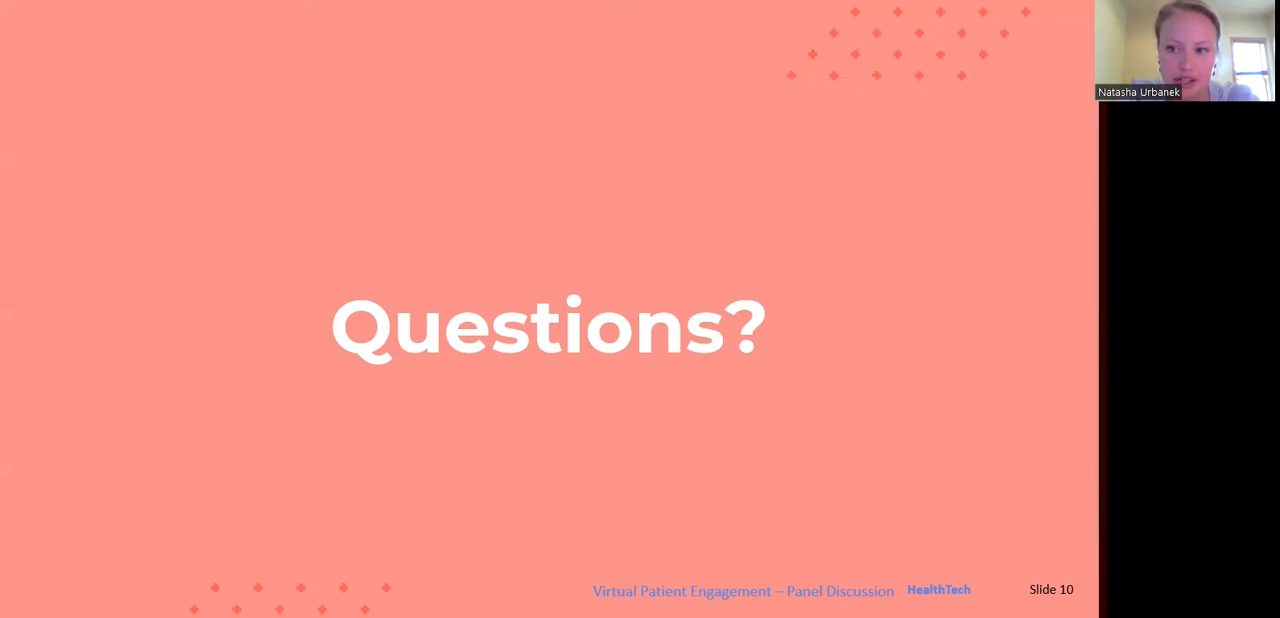 Natasha Urbanek
Questions?
Virtual Patient Engagement – Panel Discussion HealthTech Slide 10